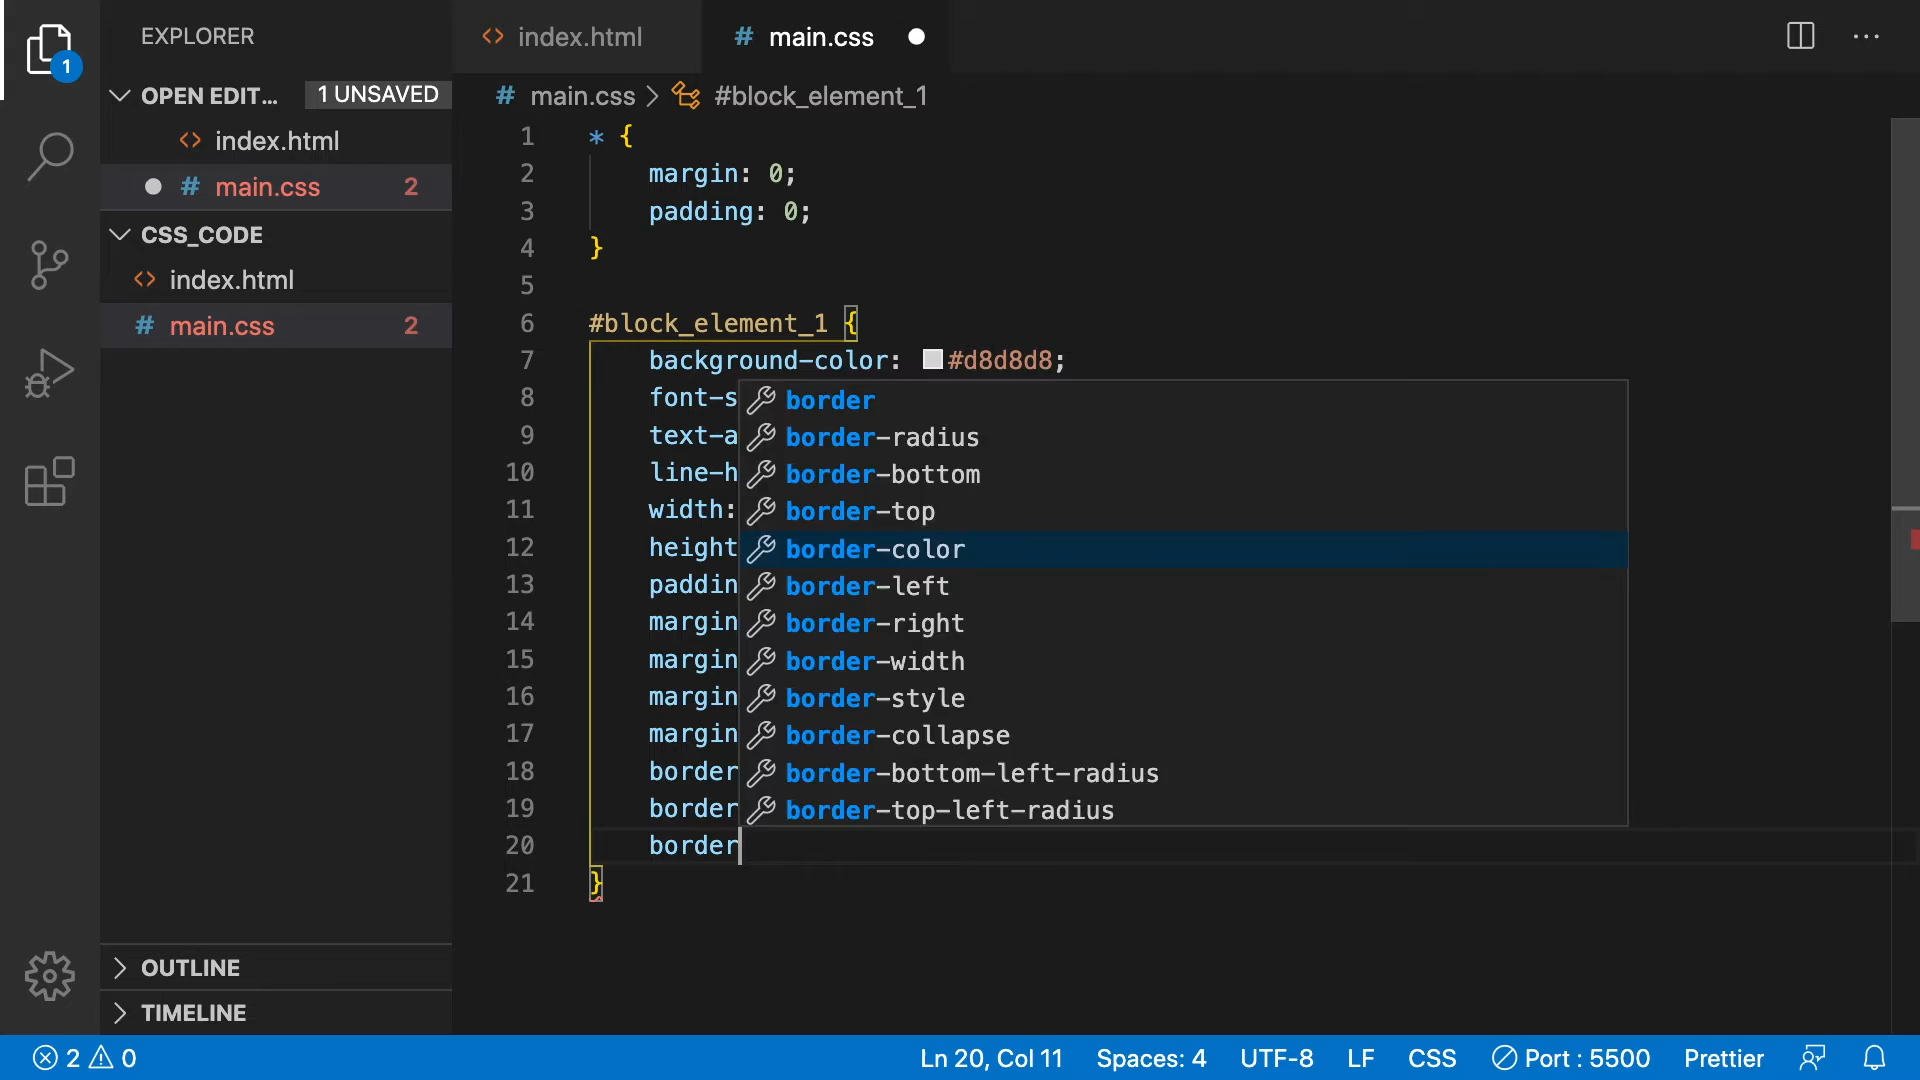 EXPLORER
OPEN EDIT... 1 UNSAVED
<> index.html
# main.css 2
CSS_CODE
<> index.html
# main.css 2
OUTLINE
TIMELINE
<> index.html # main.css
# main.css > #block_element_1
1 * {
2 margin: 0;
3 padding: 0;
4 }
5
6 #block_element_1 {
7 background-color: #d8d8d8;
8 font-s
9 text-a
10 line-h
11 width:
12 height
13 paddin
14 margin
15 margin
16 margin
17 margin
18 border
19 border
20 border
21 }
border
border-radius
border-bottom
border-top
border-color
border-left
border-right
border-width
border-style
border-collapse
border-bottom-left-radius
border-top-left-radius
1
2 0 Ln 20, Col 11 Spaces: 4 UTF-8 LF CSS Port : 5500 Prettier